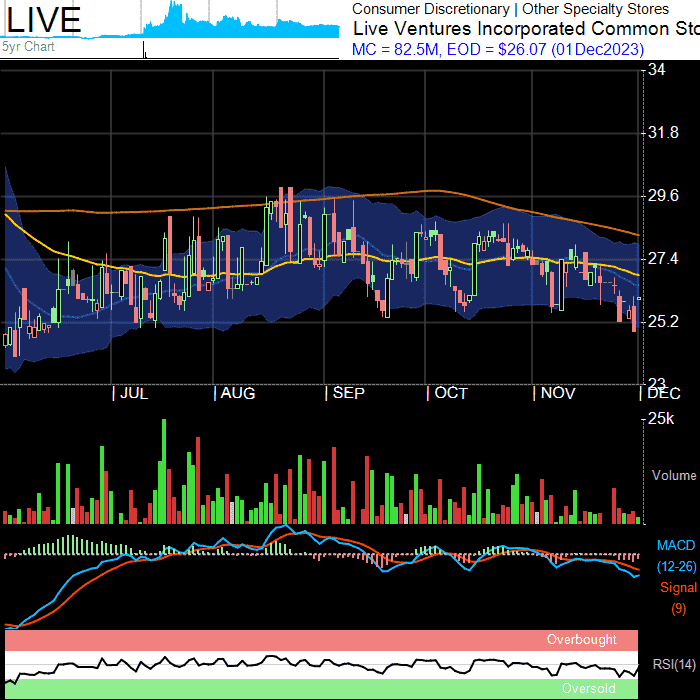 LIVE
5yr Chart
Consumer Discretionary | Other Specialty Stores
Live Ventures Incorporated Common Sto
MC = 82.5M, EOD = $26.07 (01Dec2023)
34
31.8
29.6
27.4
25.2
23
JUL
AUG
SEP
OCT
NOV
DEC
25k
Volume
MACD
(12-26)
Signal
(9)
Overbought
RSI(14)
Oversold